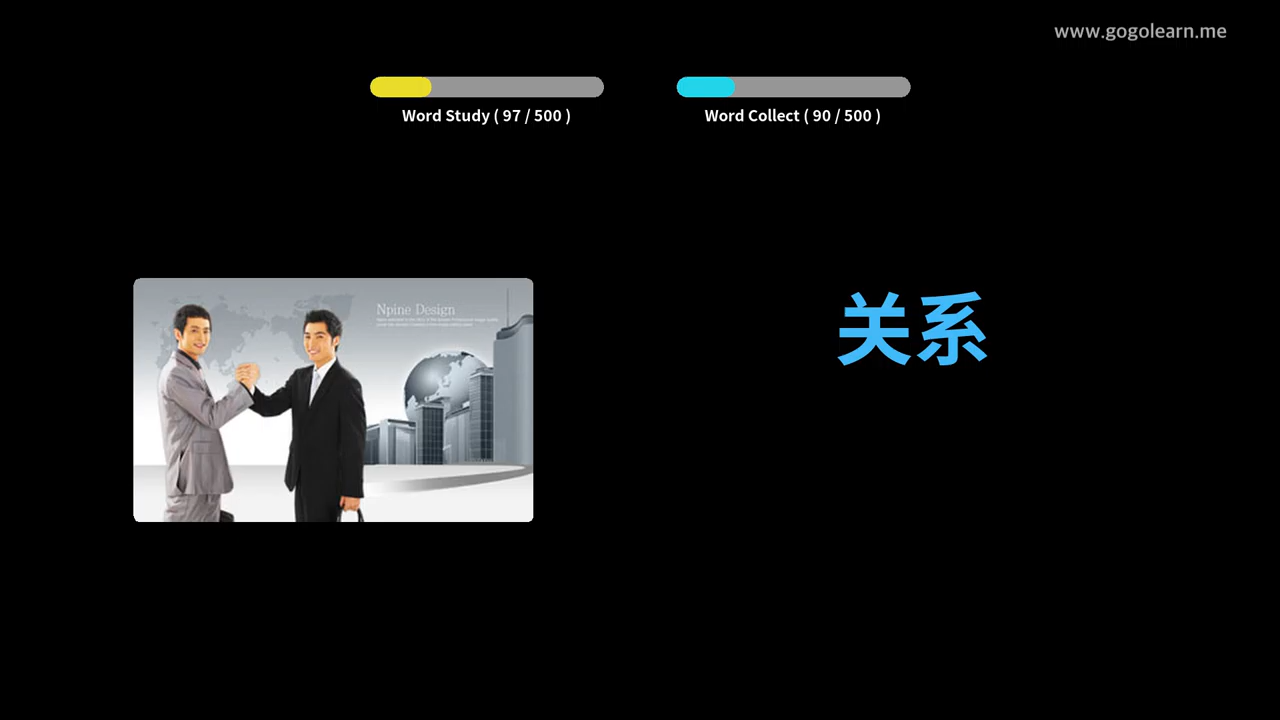 www.gogolearn.me
Word Study ( 97 / 500 )
Word Collect ( 90 / 500 )
Npine Design
关系